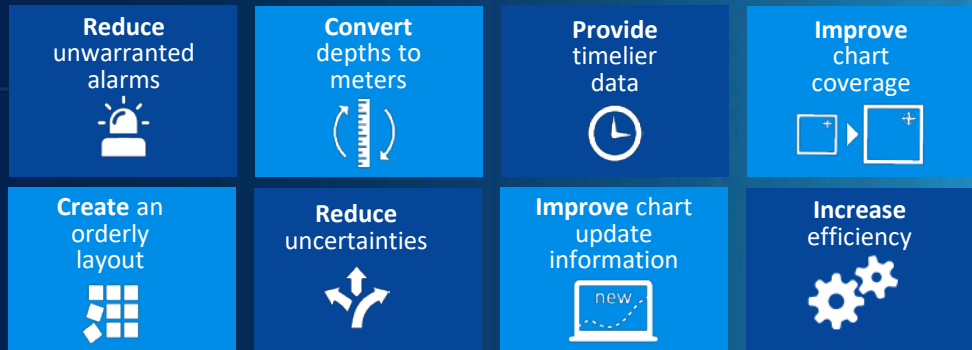 Reduce
unwarranted
alarms
Convert
depths to
meters
Provide
timelier
data
Improve
chart
coverage
Create an
orderly
layout
Reduce
uncertainties
Improve chart
update
information
new
Increase
efficiency